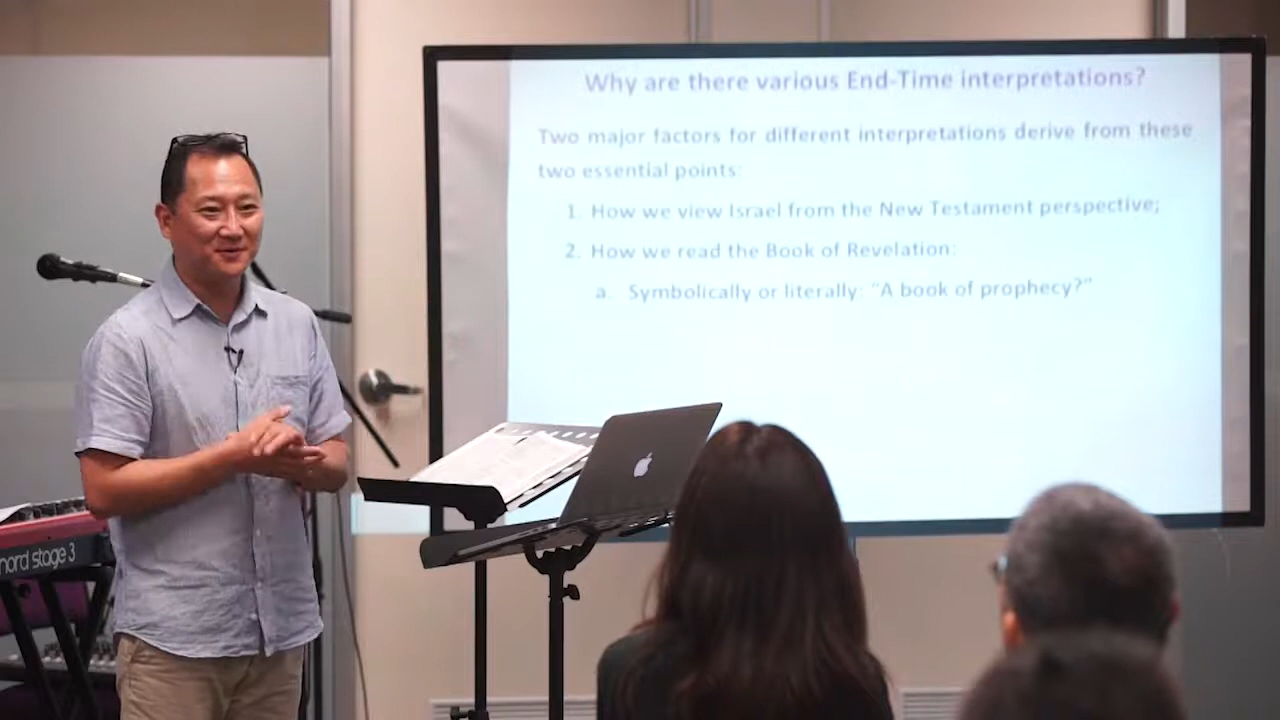 Why are there various End-Time interpretations?
Two major factors for different interpretations derive from these
two essential points:
1. How we view Israel from the New Testament perspective;
2. How we read the Book of Revelation:
a. Symbolically or literally: “A book of prophecy?”
nord stage 3